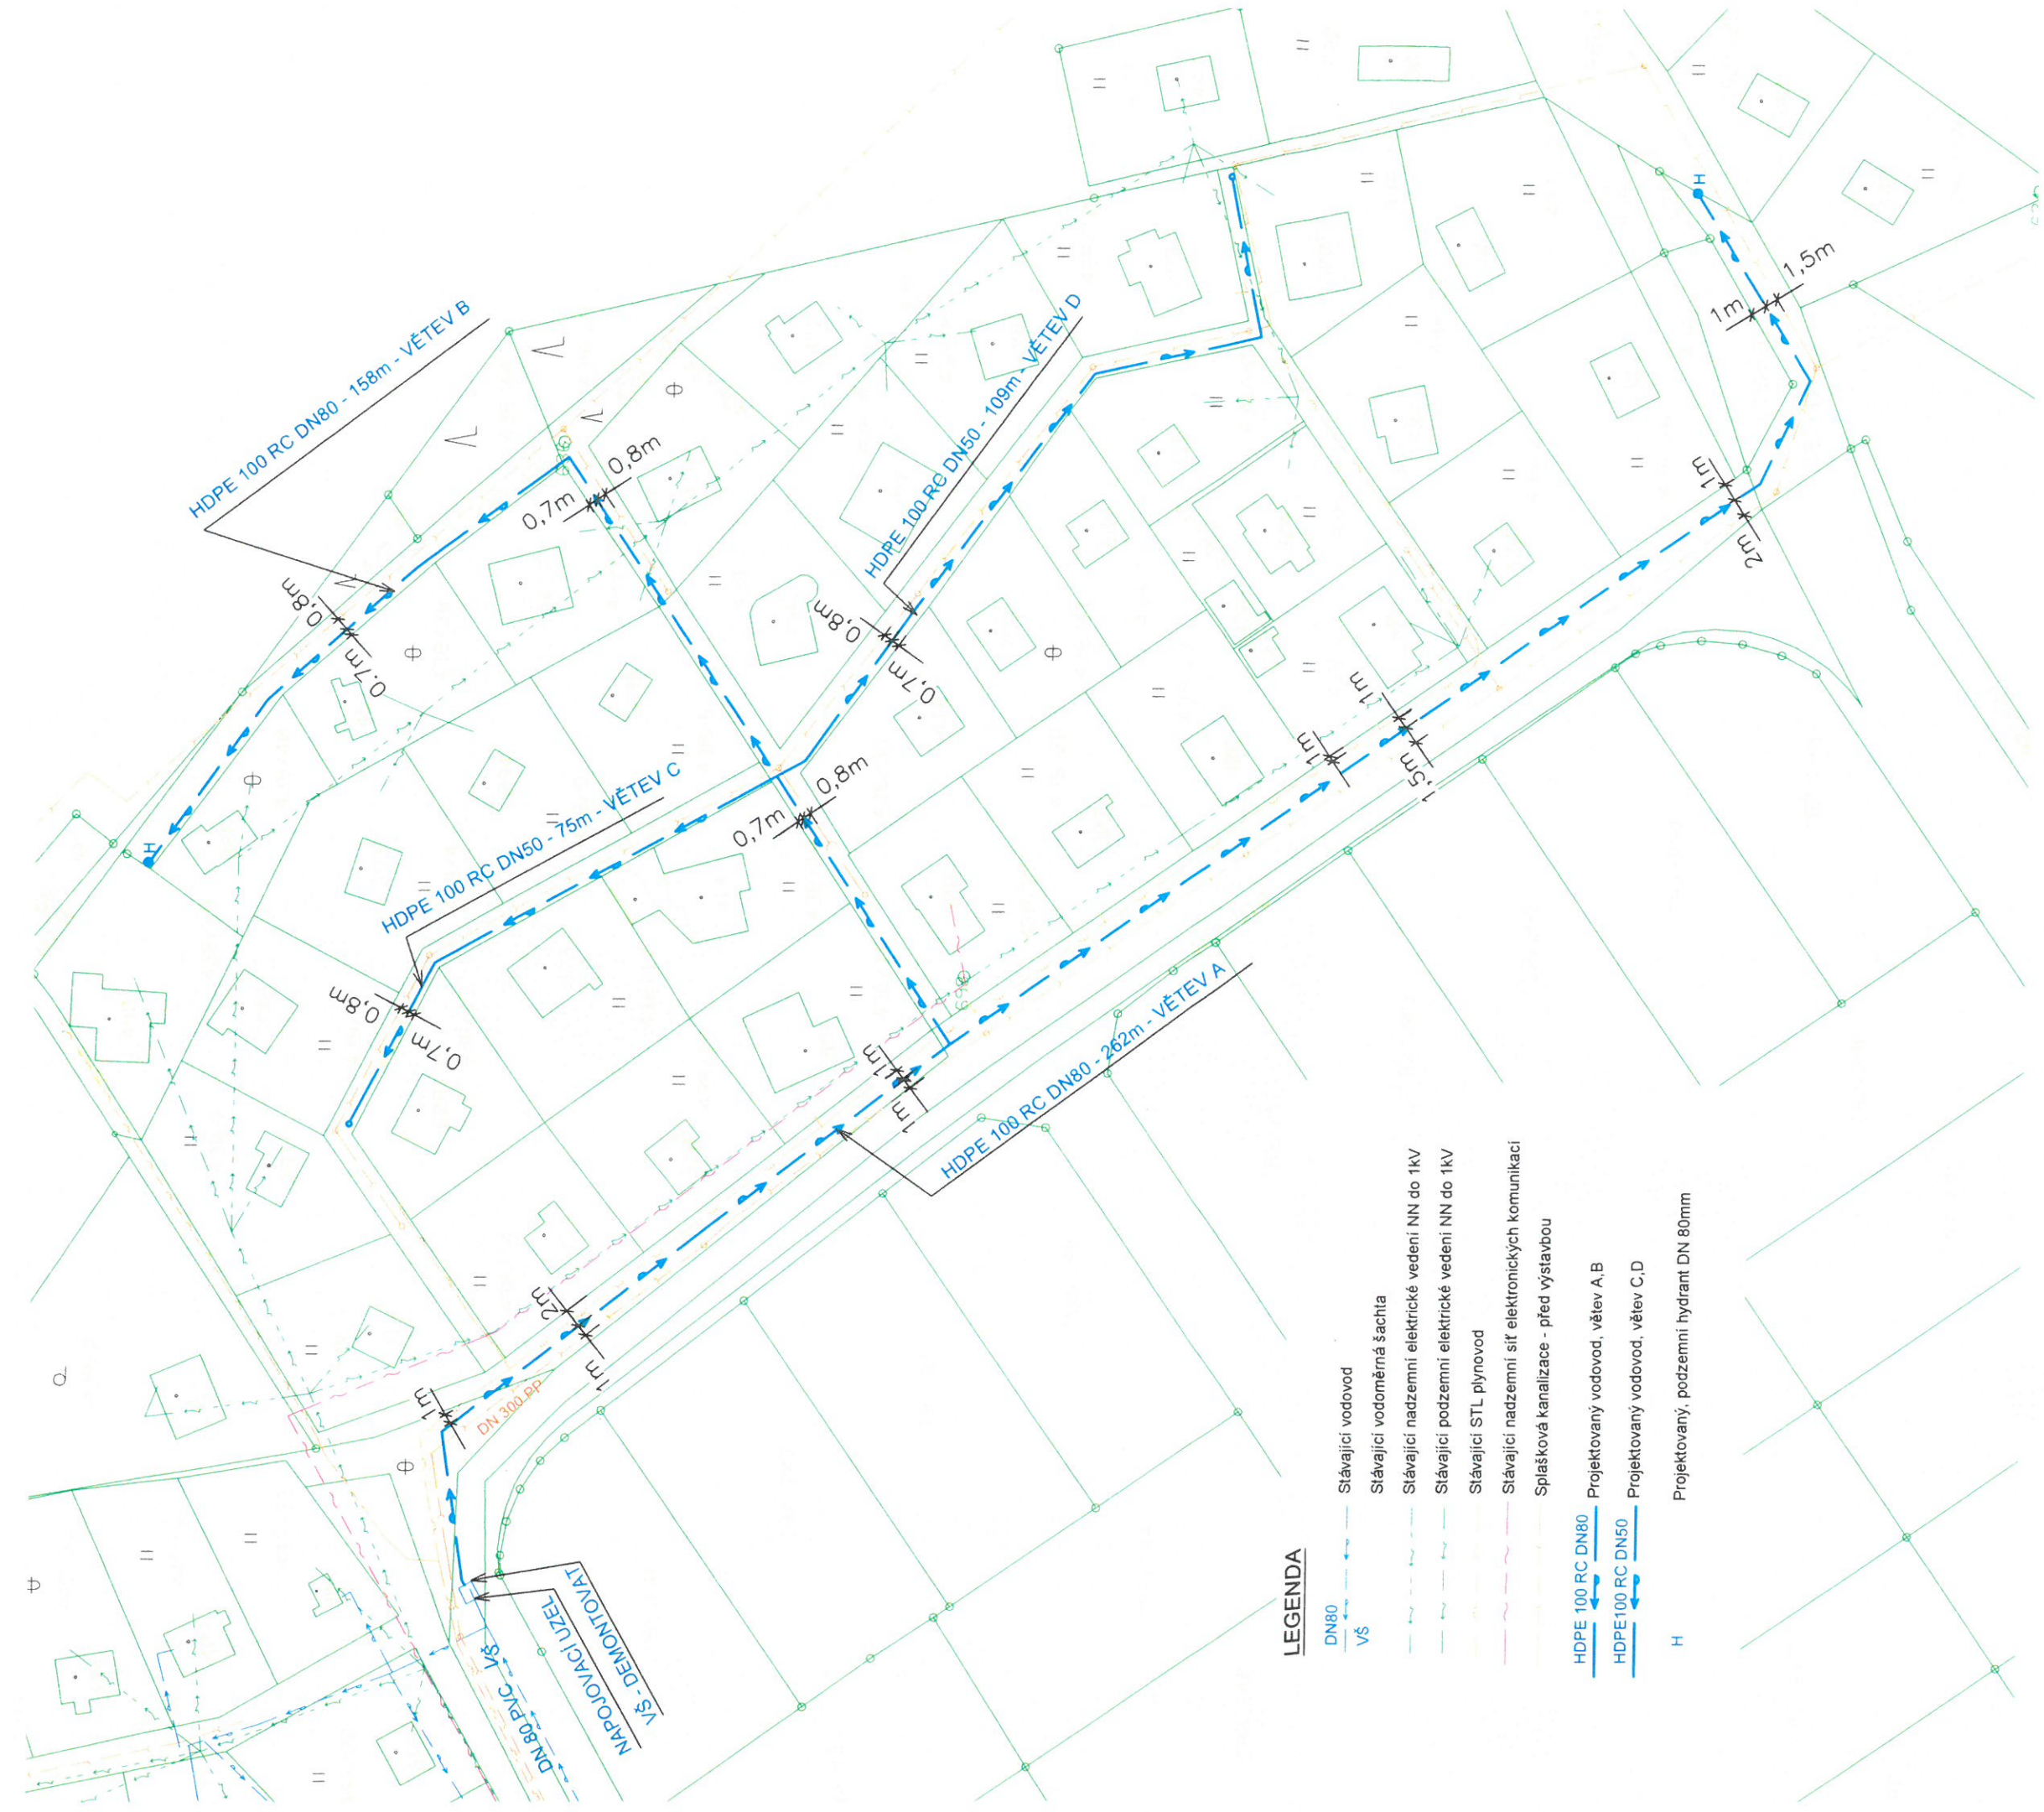 HDPE 100 RC DN80 - 158m - VĚTEV B
HDPE 100 RC DN50 - 109m - VĚTEV D
HDPE 100 RC DN50 - 75m - VĚTEV C
HDPE 100 RC DN80 - 262m - VĚTEV A
H
H
1,5m
1m
1m
2m
0,8m
0,7m
0,8m
0.7m
0,8m
0,7m
0,8m
0,7m
0,8m
0,7m
1m
1m
1,5m
1m
1m
2m
1m
1m
DN 300 PP
VŠ
DN 80 PVC
NAPOJOVACÍ UZEL
VŠ - DEMONTOVAT
LEGENDA
DN80 Stávající vodovod
VŠ Stávající vodoměrná šachta
Stávající nadzemní elektrické vedení NN do 1kV
Stávající podzemní elektrické vedení NN do 1kV
Stávající STL plynovod
Stávající nadzemní síť elektronických komunikací
Splašková kanalizace - před výstavbou
HDPE 100 RC DN80 Projektovaný vodovod, větev A,B
HDPE100 RC DN50 Projektovaný vodovod, větev C,D
H Projektovaný, podzemní hydrant DN 80mm